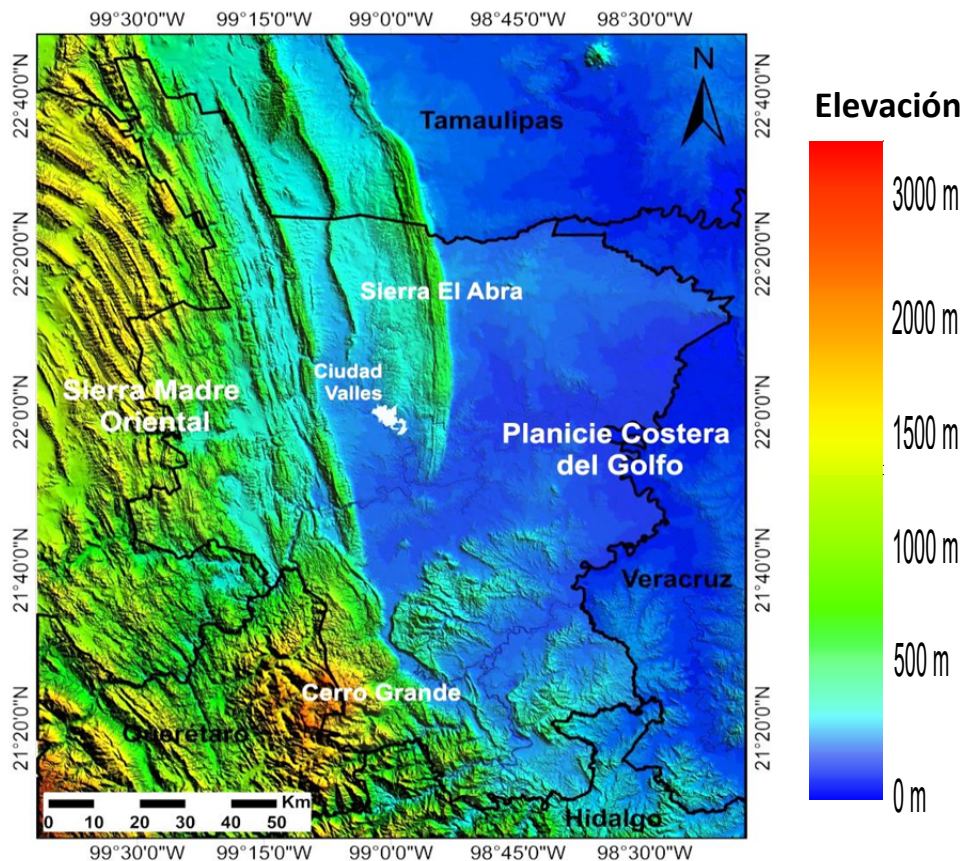 99°30'0"W 99°15'0"W 99°0'0"W 98°45'0"W 98°30'0"W
22°40'0"N
22°20'0"N
22°0'0"N
21°40'0"N
21°20'0"N
N
Tamaulipas
Sierra El Abra
Ciudad
Valles
Sierra Madre
Oriental
Planicie Costera
del Golfo
Veracruz
Cerro Grande
Querétaro
Hidalgo
Km
0 10 20 30 40 50
22°40'0"N
22°20'0"N
22°0'0"N
21°40'0"N
21°20'0"N
99°30'0"W 99°15'0"W 99°0'0"W 98°45'0"W 98°30'0"W
Elevación
3000 m
2000 m
1500 m
1000 m
500 m
0 m